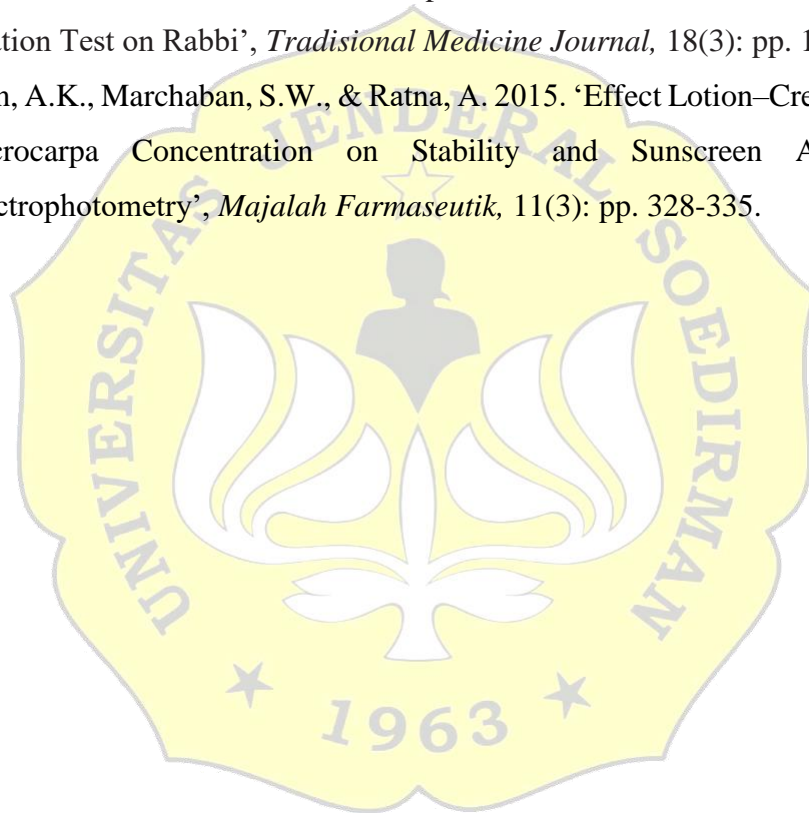 ation Test on Rabbi’, Tradisional Medicine Journal, 18(3): pp. 1
n, A.K., Marchaban, S.W., & Ratna, A. 2015. ‘Effect Lotion–Cre
crocarpa Concentration on Stability and Sunscreen A
ctrophotometry’, Majalah Farmaseutik, 11(3): pp. 328-335.
UNIVERSITAS JENDERAL SOEDIRMAN
1963